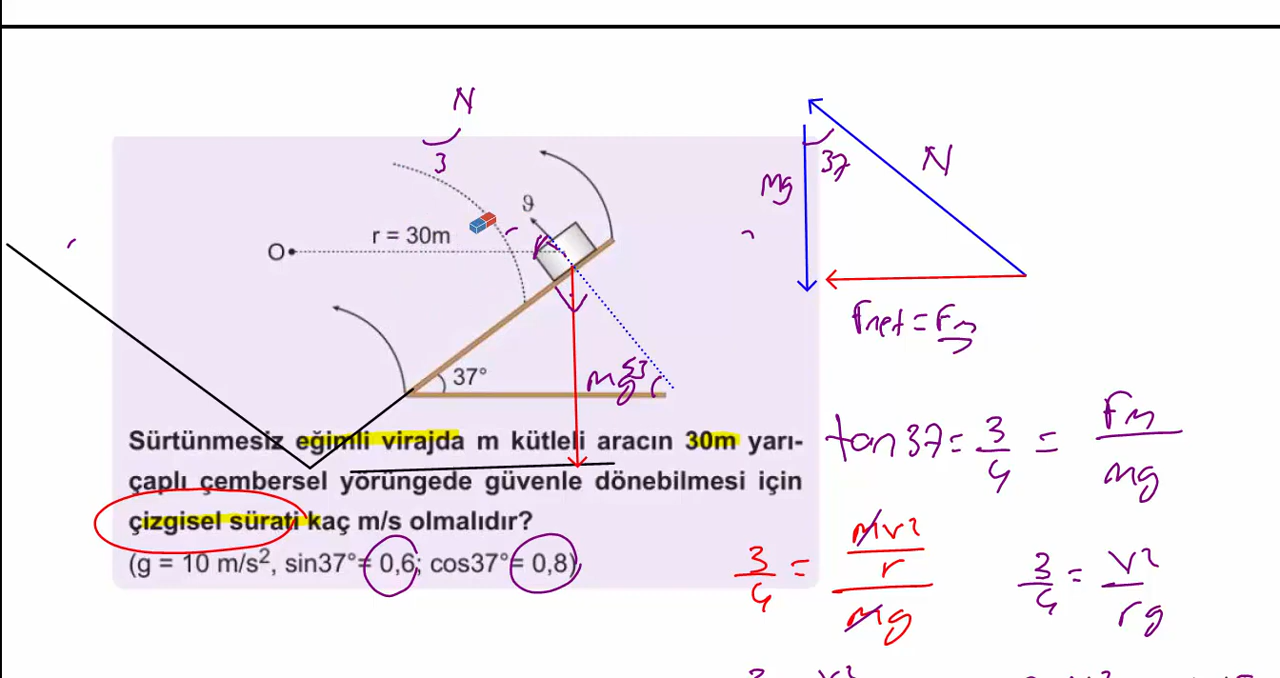 N
3
37
N
mg
ϑ
r = 30m
O
Fnet = Fm
37°
mg
53
Sürtünmesiz eğimli virajda m kütleli aracın 30m yarı-
çaplı çembersel yörüngede güvenle dönebilmesi için
çizgisel sürati kaç m/s olmalıdır?
(g = 10 m/s², sin37°= 0,6; cos37°= 0,8)
tan 37 = 3/4 = Fm/mg
3/4 = (mv²/r)/mg
3/4 = v²/rg